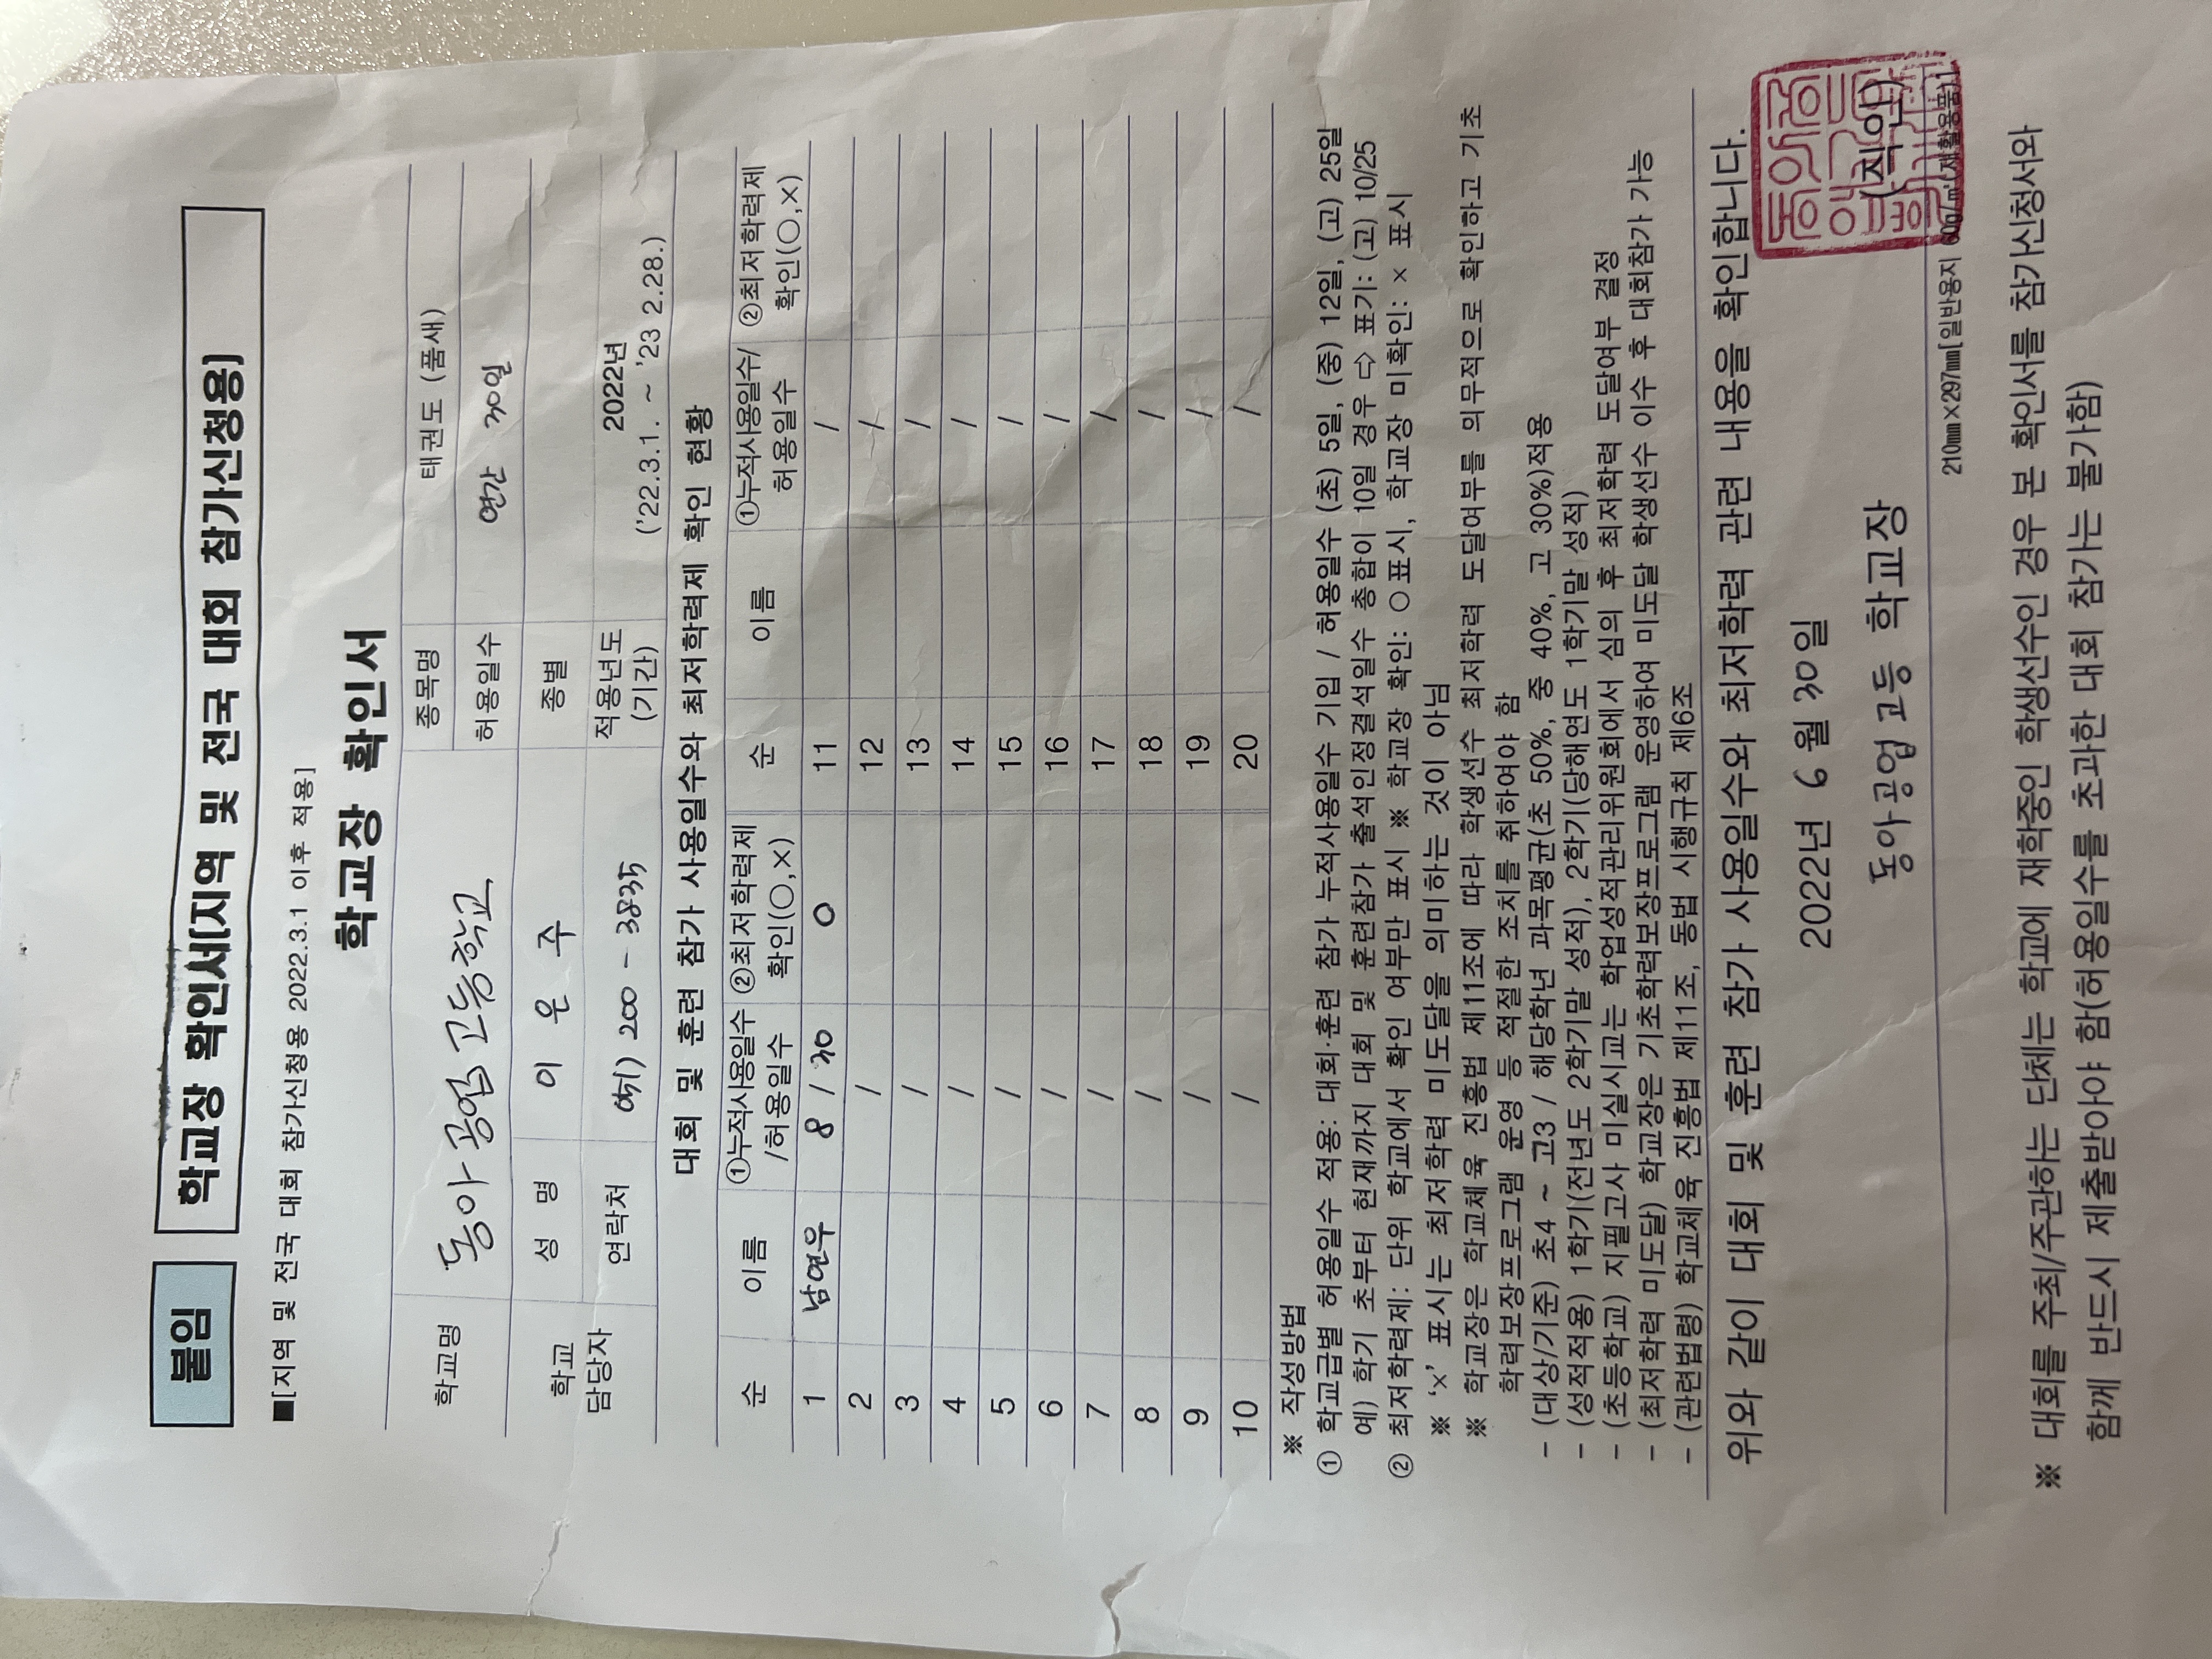 붙임
학교장 확인서[지역 및 전국 대회 참가신청용]
■[지역 및 전국 대회 참가신청용 2022.3.1 이후 적용]
학교장 확인서
학교명 동아공업고등학교 종목명 태권도 (품새)
허용일수 연간 30일
학교 담당자 성 명 이 은 주 종별
연락처 200 - 3835 적용년도 (기간) 2022년 ('22.3.1. ~ '23 2.28.)
대회 및 훈련 참가 사용일수와 최저학력제 확인 현황
순 이름 ①누적사용일수/허용일수 ②최저학력제 확인(○,×) 순 이름 ①누적사용일수/허용일수 ②최저학력제 확인(○,×)
1 남연우 8 / 30 ○ 11 /
2 / 12 /
3 / 13 /
4 / 14 /
5 / 15 /
6 / 16 /
7 / 17 /
8 / 18 /
9 / 19 /
10 / 20 /
※ 작성방법
① 학교급별 허용일수 적용: 대회·훈련 참가 누적사용일수 기입 / 허용일수 (초) 5일, (중) 12일, (고) 25일
예) 학기 초부터 현재까지 대회 및 훈련참가 출석인정결석일수 총합이 10일 경우 ⇨ 표기: (고) 10/25
② 최저학력제: 단위 학교에서 확인 여부만 표시 ※ 학교장 확인: ○표시, 학교장 미확인: × 표시
※ '×' 표시는 최저학력 미도달을 의미하는 것이 아님
※ 학교장은 학교체육 진흥법 제11조에 따라 학생선수 최저학력 도달여부를 의무적으로 확인하고 기초
학력보장프로그램 운영 등 적절한 조치를 취하여야 함
- (대상/기준) 초4 ~ 고3 / 해당학년 과목평균(초 50%, 중 40%, 고 30%)적용
- (성적적용) 1학기(전년도 2학기말 성적), 2학기(당해연도 1학기말 성적)
- (초등학교) 지필고사 미실시교는 학업성적관리위원회에서 심의 후 최저학력 도달여부 결정
- (최저학력 미도달) 학교장은 기초학력보장프로그램 운영하여 미도달 학생선수 이수 후 대회참가 가능
- (관련법령) 학교체육 진흥법 제11조, 동법 시행규칙 제6조
위와 같이 대회 및 훈련 참가 사용일수와 최저학력 관련 내용을 확인합니다.
2022년 6월 30일
동아공업고등 학교장 (직인)
210㎜×297㎜[일반용지 60g/㎡(재활용품)]
※ 대회를 주최/주관하는 단체는 학교에 재학중인 학생선수인 경우 본 확인서를 참가신청서와
함께 반드시 제출받아야 함(허용일수를 초과한 대회 참가는 불가함)